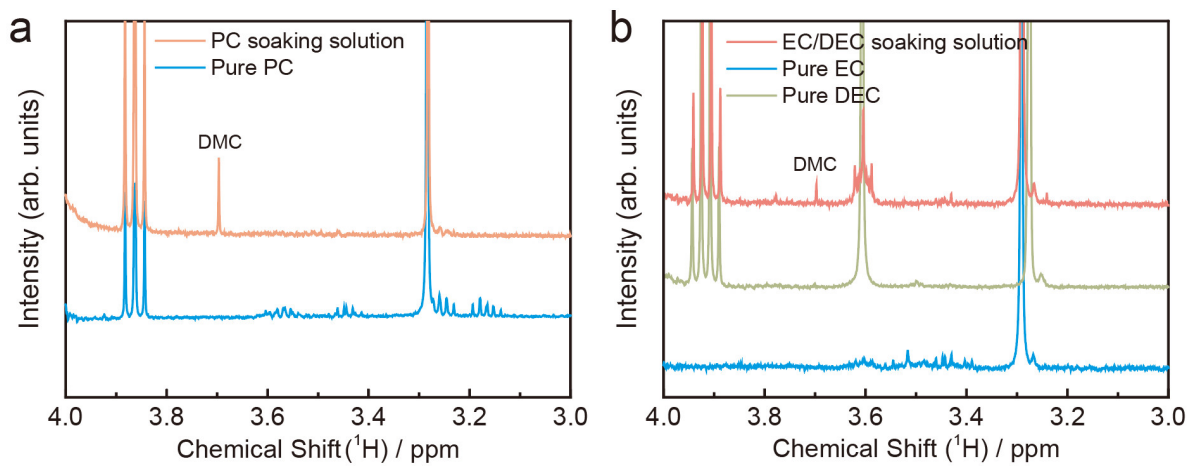 a
PC soaking solution
Pure PC
DMC
Intensity (arb. units)
4.0 3.8 3.6 3.4 3.2 3.0
Chemical Shift (¹H) / ppm
b
EC/DEC soaking solution
Pure EC
Pure DEC
DMC
Intensity (arb. units)
4.0 3.8 3.6 3.4 3.2 3.0
Chemical Shift (¹H) / ppm